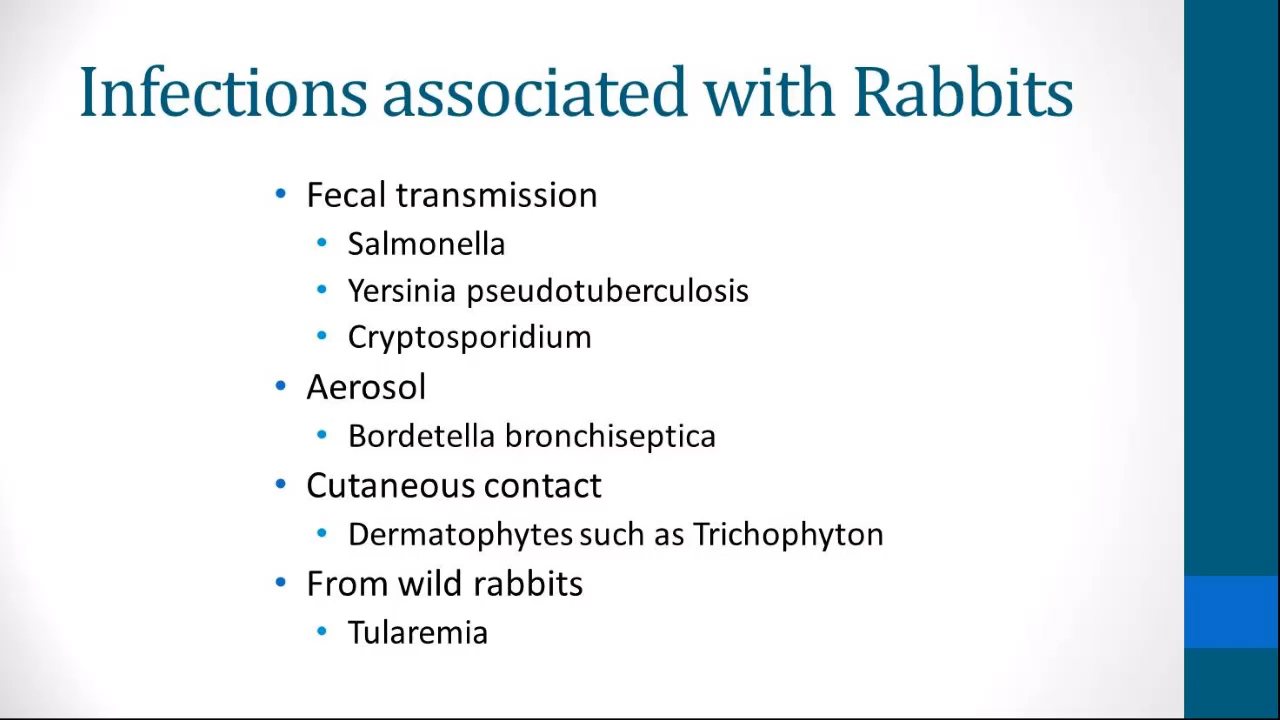 Infections associated with Rabbits
• Fecal transmission
• Salmonella
• Yersinia pseudotuberculosis
• Cryptosporidium
• Aerosol
• Bordetella bronchiseptica
• Cutaneous contact
• Dermatophytes such as Trichophyton
• From wild rabbits
• Tularemia